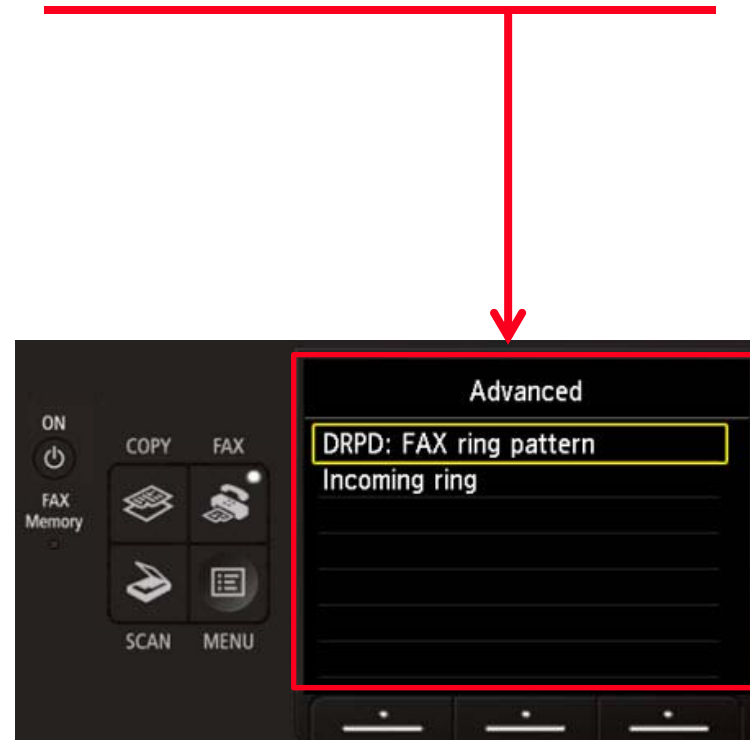 Advanced
ON
COPY FAX
DRPD: FAX ring pattern
Incoming ring
FAX
Memory
SCAN MENU